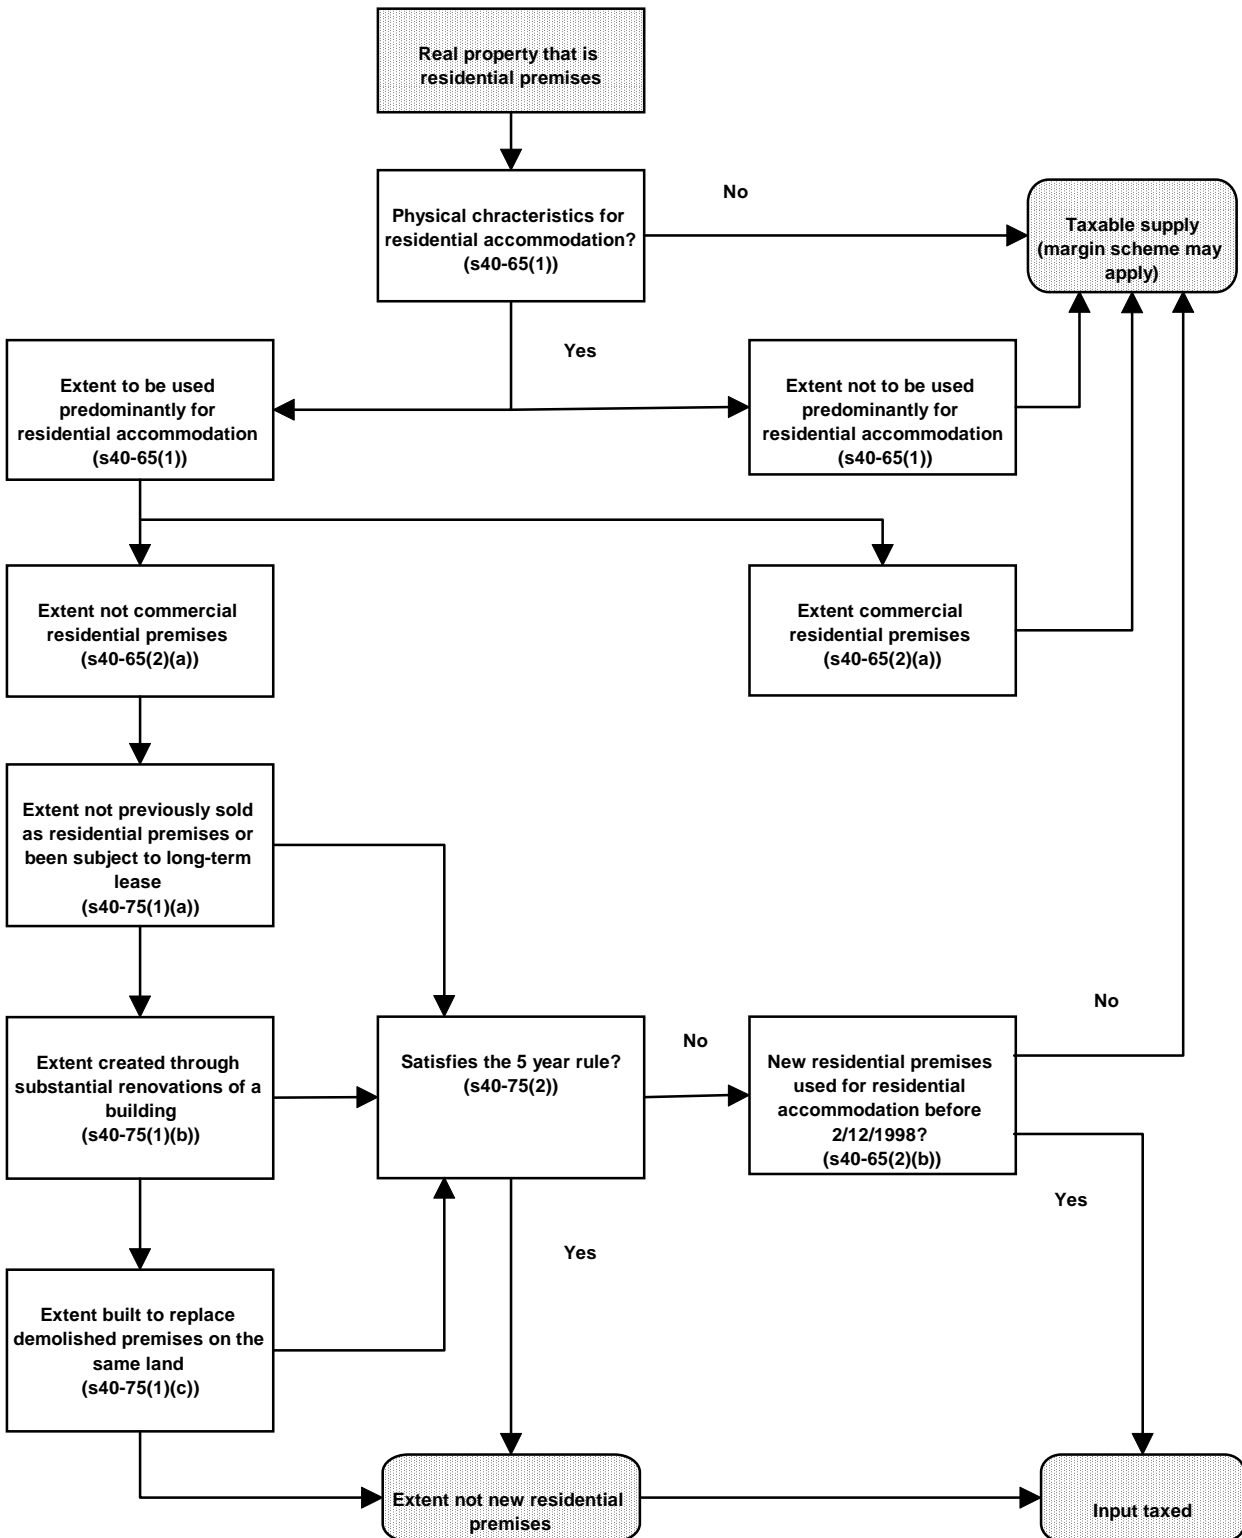 Real property that is
residential premises
No
Physical chracteristics for
residential accommodation?
(s40-65(1))
Taxable supply
(margin scheme may
apply)
Yes
Extent to be used
predominantly for
residential accommodation
(s40-65(1))
Extent not to be used
predominantly for
residential accommodation
(s40-65(1))
Extent not commercial
residential premises
(s40-65(2)(a))
Extent commercial
residential premises
(s40-65(2)(a))
Extent not previously sold
as residential premises or
been subject to long-term
lease
(s40-75(1)(a))
Extent created through
substantial renovations of a
building
(s40-75(1)(b))
Satisfies the 5 year rule?
(s40-75(2))
No
New residential premises
used for residential
accommodation before
2/12/1998?
(s40-65(2)(b))
No
Yes
Yes
Extent built to replace
demolished premises on the
same land
(s40-75(1)(c))
Extent not new residential
premises
Input taxed